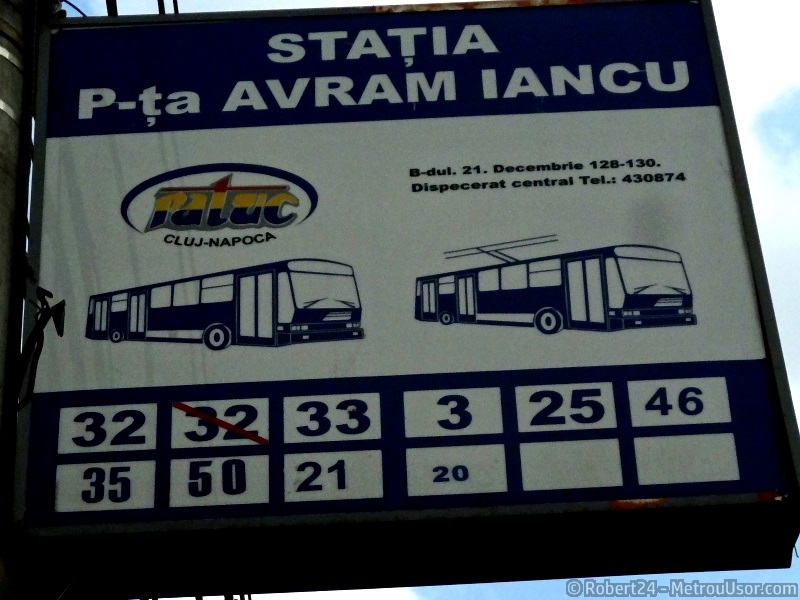 STAȚIA
P-ța AVRAM IANCU
B-dul. 21. Decembrie 128-130.
Dispecerat central Tel.: 430874
ratuc
CLUJ-NAPOCA
32 32 33 3 25 46
35 50 21 20
© Robert24 - MetrouUsor.com